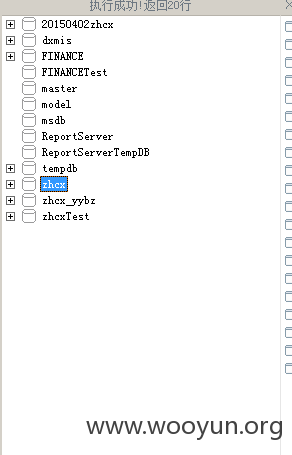 执行成功!返回20行
20150402zhcx
dxmis
FINANCE
FINANCETest
master
model
msdb
ReportServer
ReportServerTempDB
tempdb
zhcx
zhcx_yybz
zhcxTest
www.wooyun.org